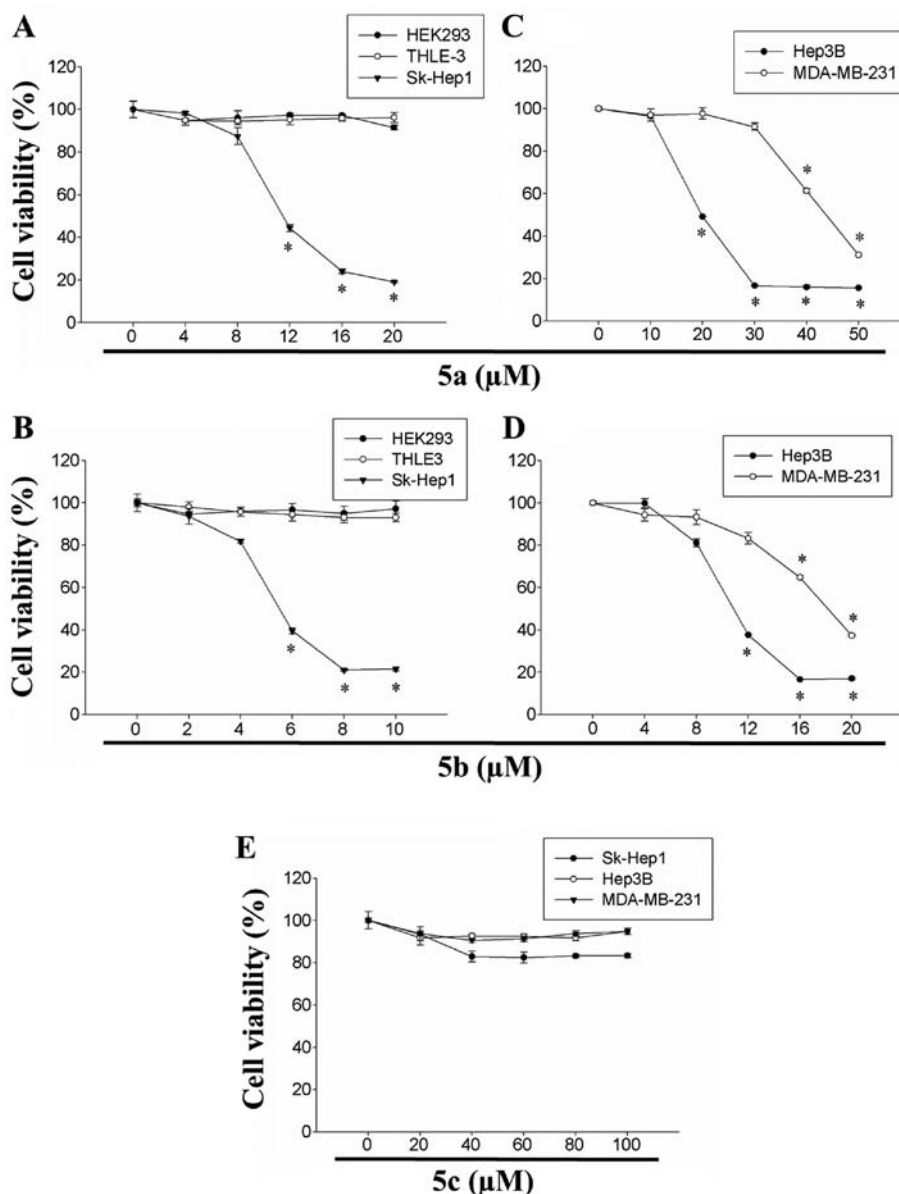 A
HEK293
THLE-3
Sk-Hep1
Cell viability (%)
120
100
80
60
40
20
0
0 4 8 12 16 20
* * *
C
Hep3B
MDA-MB-231
120
100
80
60
40
20
0
0 10 20 30 40 50
* *
* * * *
5a (μM)
B
HEK293
THLE3
Sk-Hep1
Cell viability (%)
120
100
80
60
40
20
0
0 2 4 6 8 10
* * *
D
Hep3B
MDA-MB-231
120
100
80
60
40
20
0
0 4 8 12 16 20
* *
* * *
5b (μM)
E
Sk-Hep1
Hep3B
MDA-MB-231
Cell viability (%)
120
100
80
60
40
20
0
0 20 40 60 80 100
5c (μM)